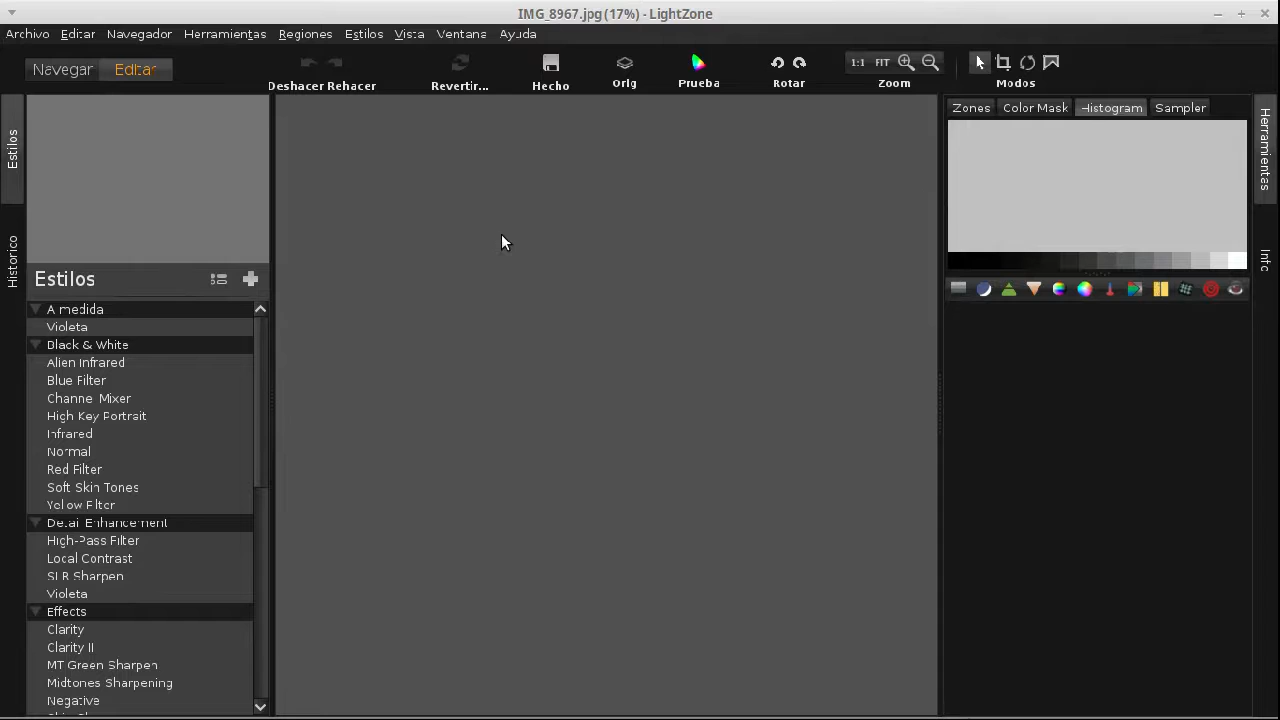 IMG_8967.jpg (17%) - LightZone
Archivo Editar Navegador Herramientas Regiones Estilos Vista Ventana Ayuda
Navegar Editar
Deshacer Rehacer Revertir... Hecho Orig Prueba Rotar 1:1 FIT Zoom Modos
Estilos
Historico
Estilos
A medida
Violeta
Black & White
Alien Infrared
Blue Filter
Channel Mixer
High Key Portrait
Infrared
Normal
Red Filter
Soft Skin Tones
Yellow Filter
Detail Enhancement
High-Pass Filter
Local Contrast
SLR Sharpen
Violeta
Effects
Clarity
Clarity II
MT Green Sharpen
Midtones Sharpening
Negative
Zones Color Mask Histogram Sampler
Herramientas
Info